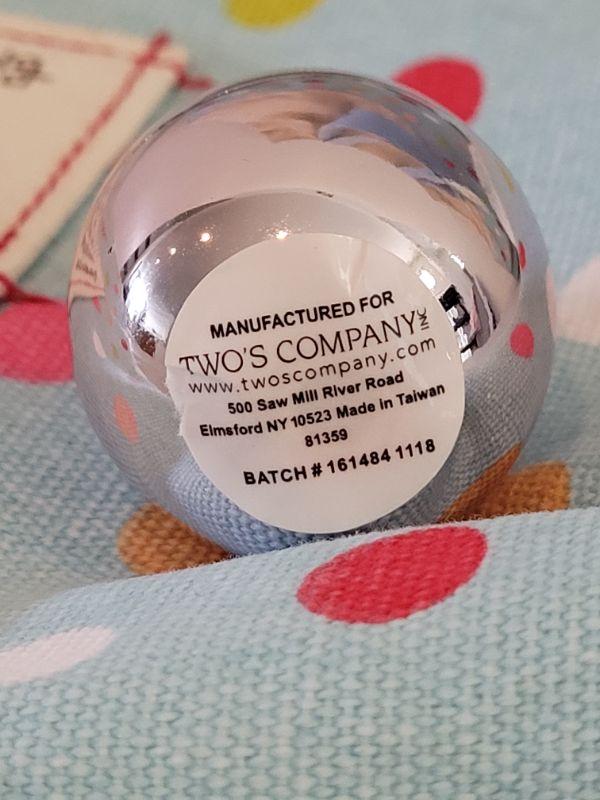 MANUFACTURED FOR
TWO'S COMPANY INC
www.twoscompany.com
500 Saw Mill River Road
Elmsford NY 10523 Made in Taiwan
81359
BATCH # 161484 1118